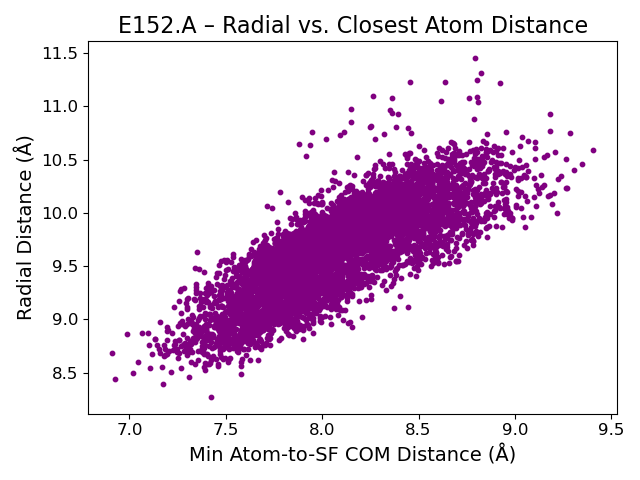 E152.A – Radial vs. Closest Atom Distance
11.5
11.0
10.5
10.0
9.5
9.0
8.5
Radial Distance (Å)
7.0 7.5 8.0 8.5 9.0 9.5
Min Atom-to-SF COM Distance (Å)